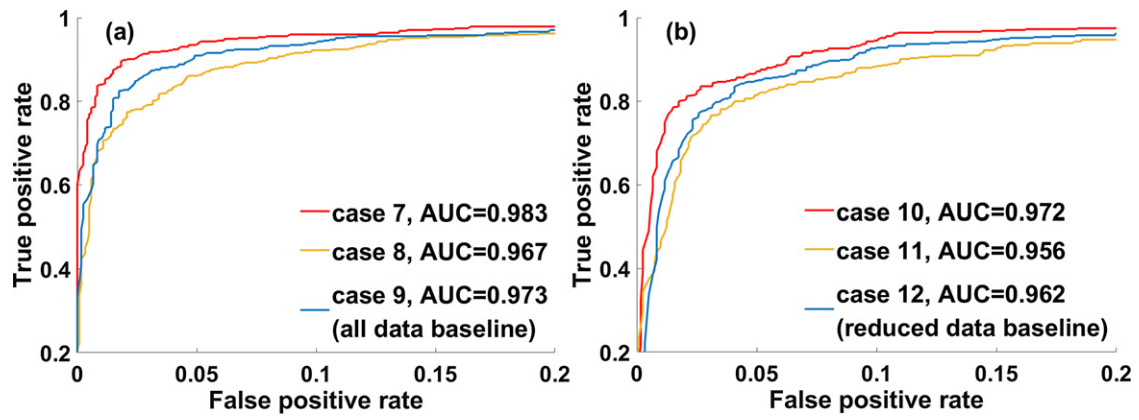 (a)
True positive rate
1
0.8
0.6
0.4
0.2
case 7, AUC=0.983
case 8, AUC=0.967
case 9, AUC=0.973
(all data baseline)
0
0.05
0.1
0.15
0.2
False positive rate
(b)
True positive rate
1
0.8
0.6
0.4
0.2
case 10, AUC=0.972
case 11, AUC=0.956
case 12, AUC=0.962
(reduced data baseline)
0
0.05
0.1
0.15
0.2
False positive rate